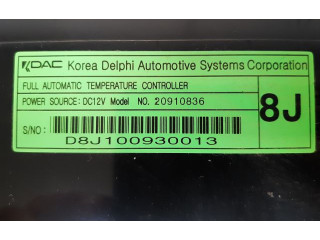 KDAC Korea Delphi Automotive Systems Corporation
FULL AUTOMATIC TEMPERATURE CONTROLLER
POWER SOURCE: DC12V Model NO. 20910836
8J
S/NO :
D8J100930013